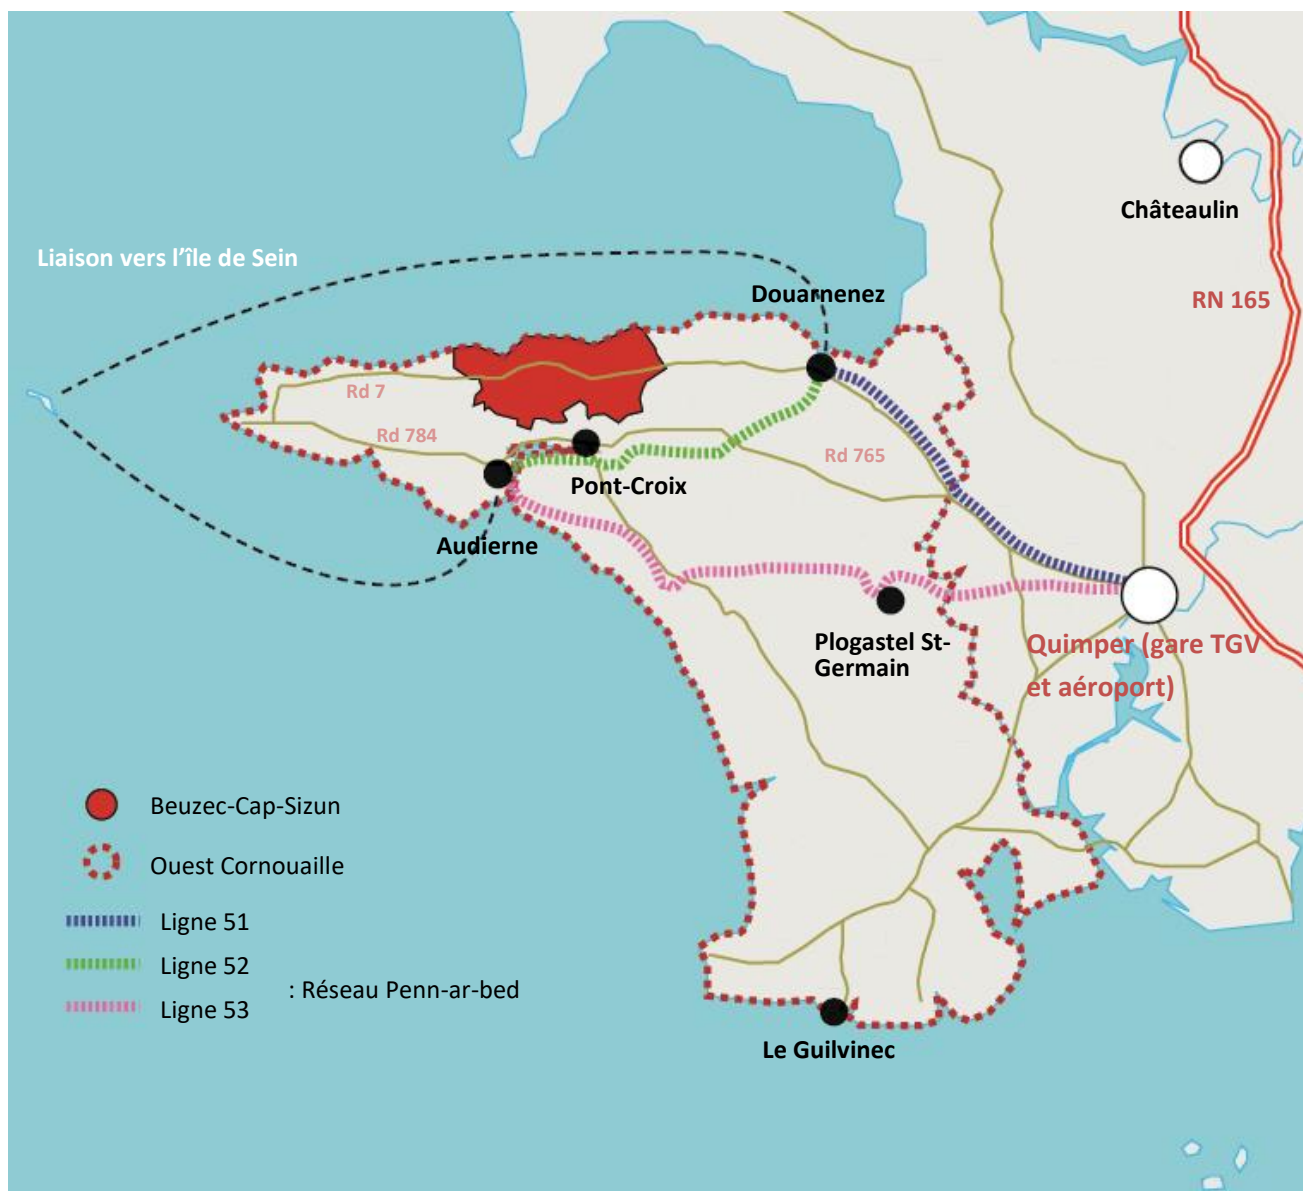 Châteaulin
Liaison vers l'île de Sein
Douarnenez
RN 165
Rd 7
Rd 784
Rd 765
Pont-Croix
Audierne
Plogastel St-
Germain
Quimper (gare TGV
et aéroport)
Beuzec-Cap-Sizun
Ouest Cornouaille
Ligne 51
Ligne 52
: Réseau Penn-ar-bed
Ligne 53
Le Guilvinec